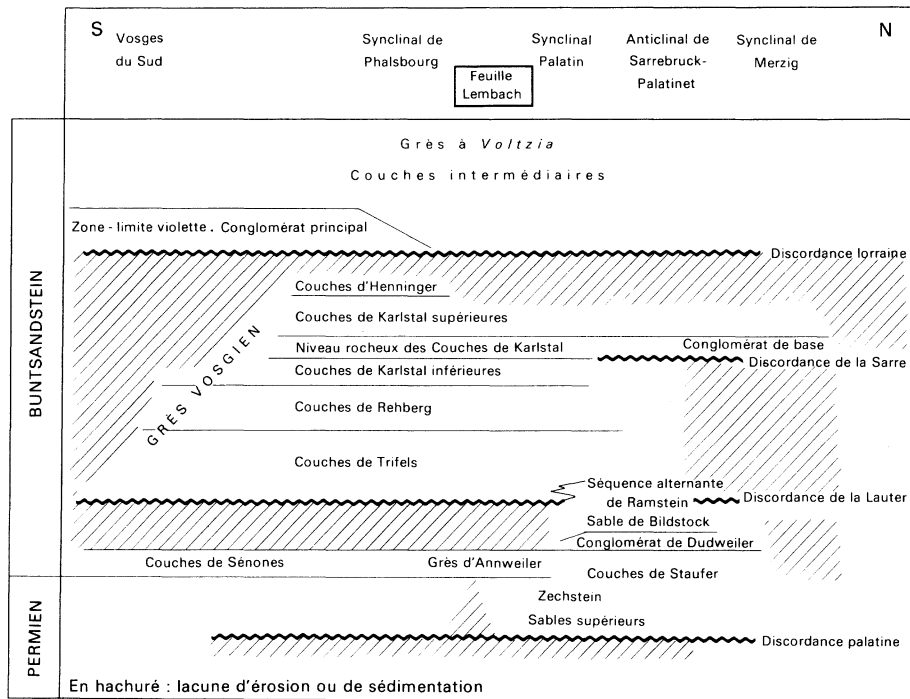 S
N
Vosges
du Sud
Synclinal de
Phalsbourg
Feuille
Lembach
Synclinal
Palatin
Anticlinal de
Sarrebruck-
Palatinet
Synclinal de
Merzig
BUNTSANDSTEIN
Grès à Voltzia
Couches intermédiaires
Zone - limite violette . Conglomérat principal
Discordance lorraine
GRÈS VOSGIEN
Couches d'Henninger
Couches de Karlstal supérieures
Conglomérat de base
Niveau rocheux des Couches de Karlstal
Discordance de la Sarre
Couches de Karlstal inférieures
Couches de Rehberg
Couches de Trifels
Séquence alternante
de Ramstein
Discordance de la Lauter
Sable de Bildstock
Conglomérat de Dudweiler
Couches de Sénones
Grès d'Annweiler
Couches de Staufer
PERMIEN
Zechstein
Sables supérieurs
Discordance palatine
En hachuré : lacune d'érosion ou de sédimentation